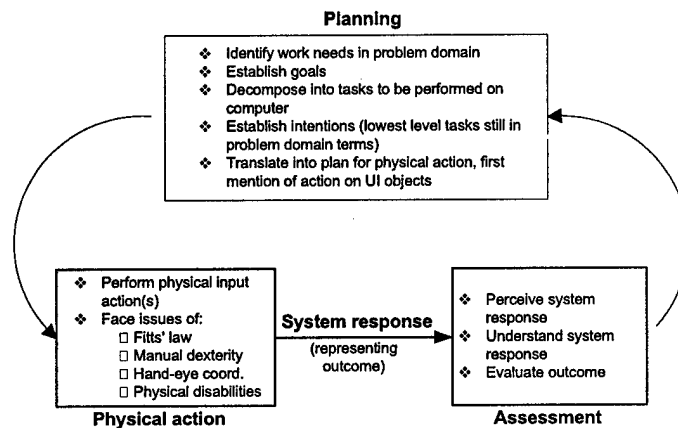 Planning
❖ Identify work needs in problem domain
❖ Establish goals
❖ Decompose into tasks to be performed on
computer
❖ Establish intentions (lowest level tasks still in
problem domain terms)
❖ Translate into plan for physical action, first
mention of action on UI objects
❖ Perform physical input
action(s)
❖ Face issues of:
☐ Fitts' law
☐ Manual dexterity
☐ Hand-eye coord.
☐ Physical disabilities
Physical action
System response
(representing
outcome)
❖ Perceive system
response
❖ Understand system
response
❖ Evaluate outcome
Assessment